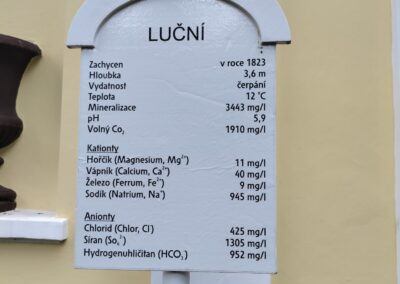 LUČNÍ
Zachycen v roce 1823
Hloubka 3,6 m
Vydatnost čerpání
Teplota 12 °C
Mineralizace 3443 mg/l
pH 5,9
Volný Co₂ 1910 mg/l
Kationty
Hořčík (Magnesium, Mg²⁺) 11 mg/l
Vápník (Calcium, Ca²⁺) 40 mg/l
Železo (Ferrum, Fe²⁺) 9 mg/l
Sodík (Natrium, Na⁺) 945 mg/l
Anionty
Chlorid (Chlor, Cl⁻) 425 mg/l
Síran (So₄²⁻) 1305 mg/l
Hydrogenuhličitan (HCO₃⁻) 952 mg/l